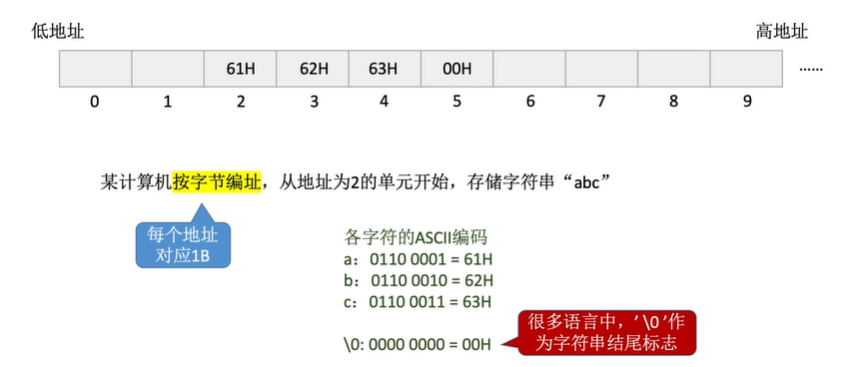 低地址 高地址
61H 62H 63H 00H ......
0 1 2 3 4 5 6 7 8 9
某计算机按字节编址，从地址为2的单元开始，存储字符串“abc”
每个地址
对应1B
各字符的ASCII编码
a：0110 0001 = 61H
b：0110 0010 = 62H
c：0110 0011 = 63H
很多语言中，’\0’作
为字符串结尾标志
\0: 0000 0000 = 00H